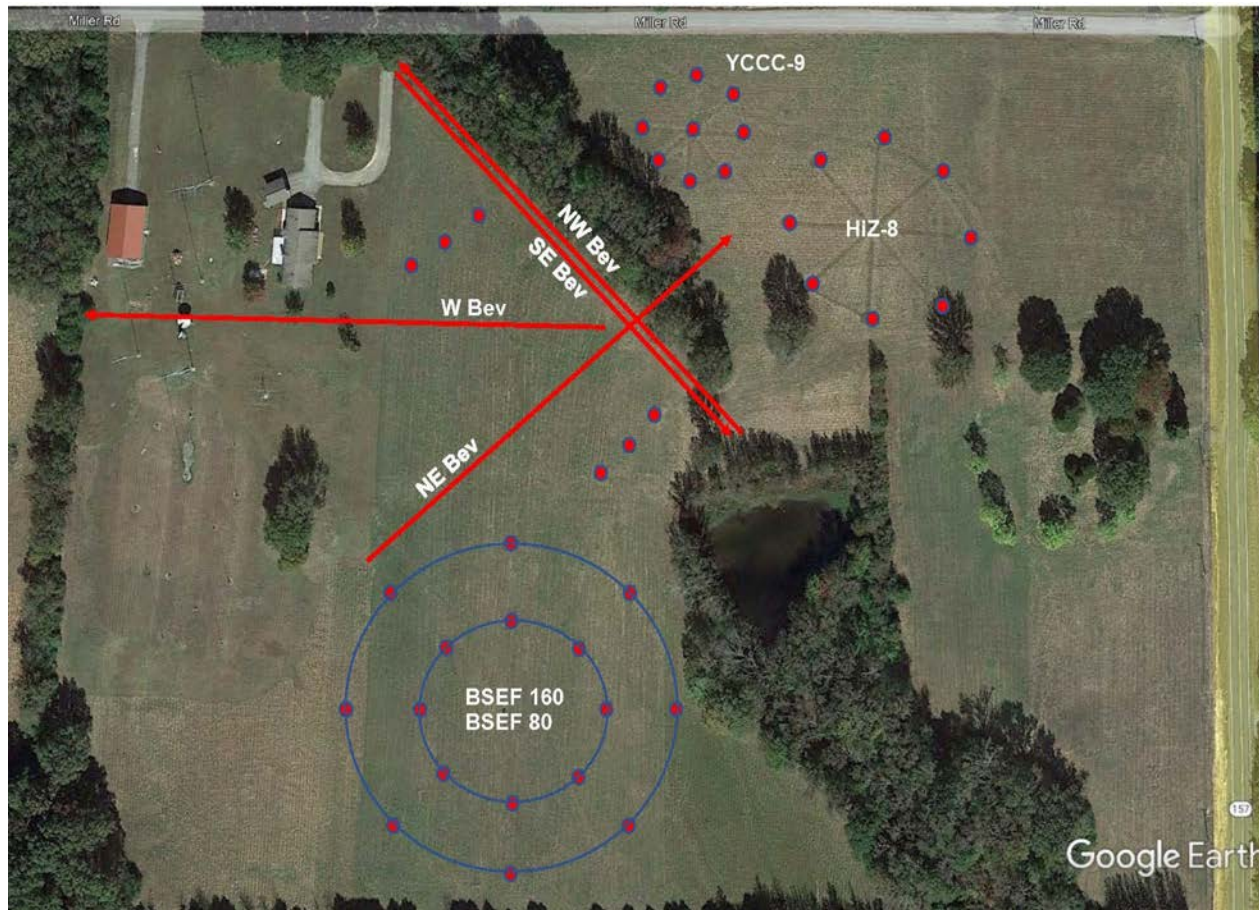 Miller Rd
Miller Rd
Miller Rd
YCCC-9
HIZ-8
NW Bev
SE Bev
W Bev
NE Bev
BSEF 160
BSEF 80
157
Google Earth